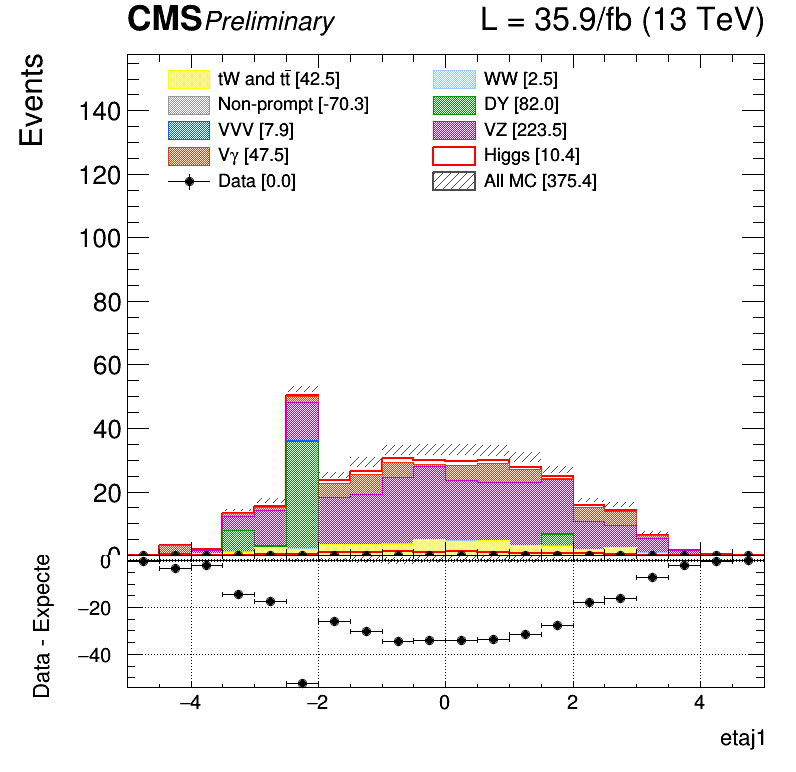 CMS Preliminary L = 35.9/fb (13 TeV)
Events
tW and tt̄ [42.5] WW [2.5]
Non-prompt [-70.3] DY [82.0]
VVV [7.9] VZ [223.5]
Vγ [47.5] Higgs [10.4]
Data [0.0] All MC [375.4]
140
120
100
80
60
40
20
0
Data - Expecte
0
−20
−40
−4 −2 0 2 4
etaj1